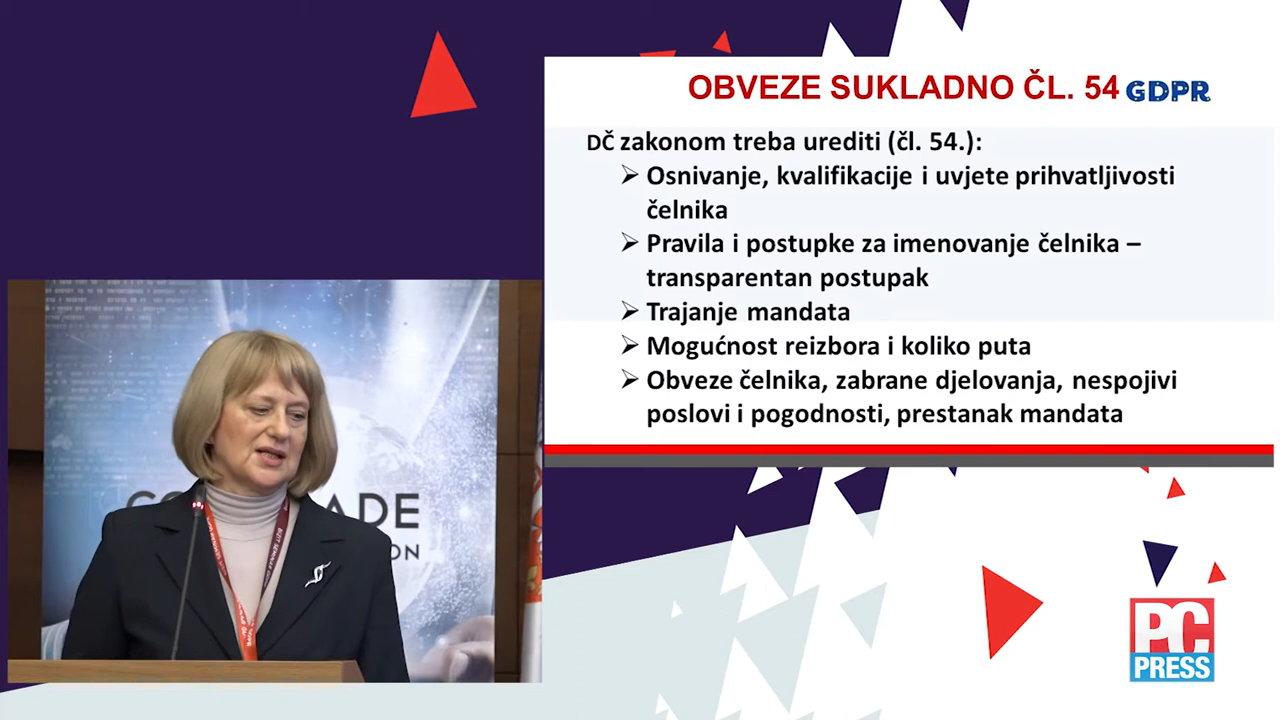 OBVEZE SUKLADNO ČL. 54 GDPR
DČ zakonom treba urediti (čl. 54.):
➢ Osnivanje, kvalifikacije i uvjete prihvatljivosti
čelnika
➢ Pravila i postupke za imenovanje čelnika –
transparentan postupak
➢ Trajanje mandata
➢ Mogućnost reizbora i koliko puta
➢ Obveze čelnika, zabrane djelovanja, nespojivi
poslovi i pogodnosti, prestanak mandata
ADE
ON
PC
PRESS